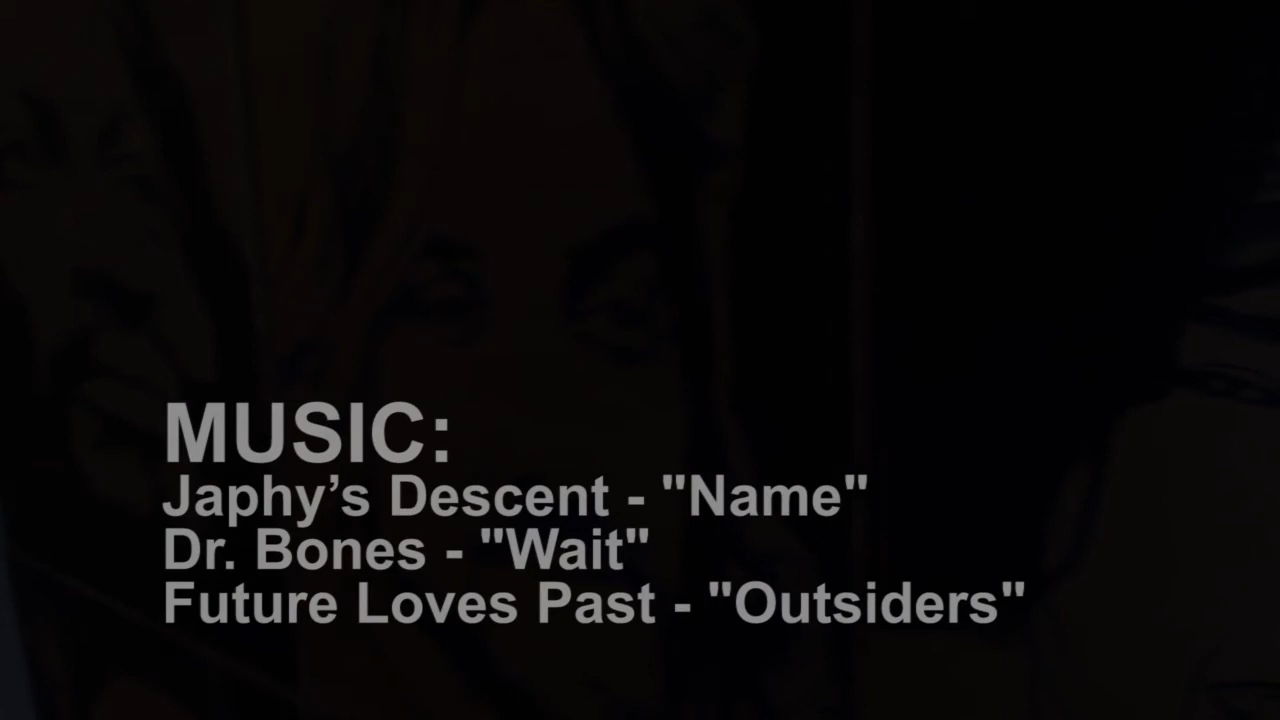 MUSIC:
Japhy’s Descent - "Name"
Dr. Bones - "Wait"
Future Loves Past - "Outsiders"